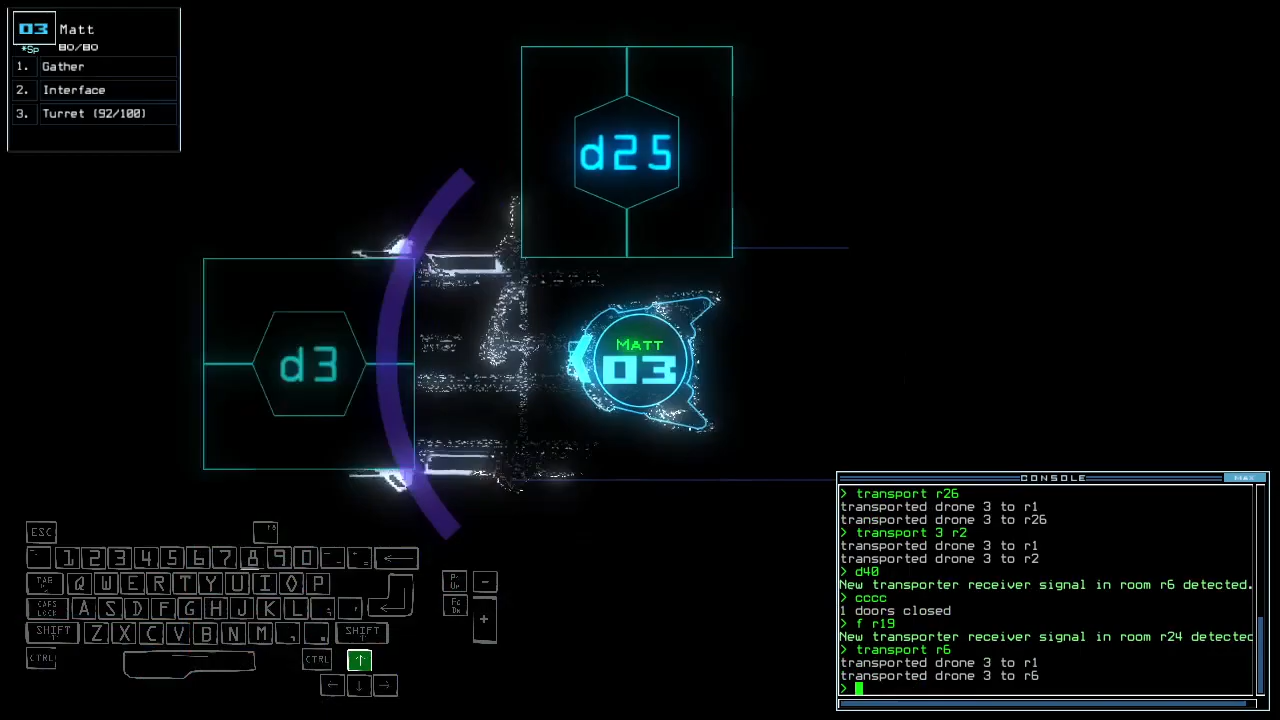 03 Matt
*Sp 80/80
1. Gather
2. Interface
3. Turret (92/100)
d25
d3
MATT
03
CONSOLE
MAX
> transport r26
transported drone 3 to r1
transported drone 3 to r26
> transport 3 r2
transported drone 3 to r1
transported drone 3 to r2
> d40
New transporter receiver signal in room r6 detected.
> cccc
1 doors closed
> f r19
New transporter receiver signal in room r24 detected
> transport r6
transported drone 3 to r1
transported drone 3 to r6
>
ESC
1 2 3 4 5 6 7 8 9 0
TAB Q W E R T Y U I O P
CAPS LOCK A S D F G H J K L
SHIFT Z X C V B N M SHIFT
CTRL CTRL